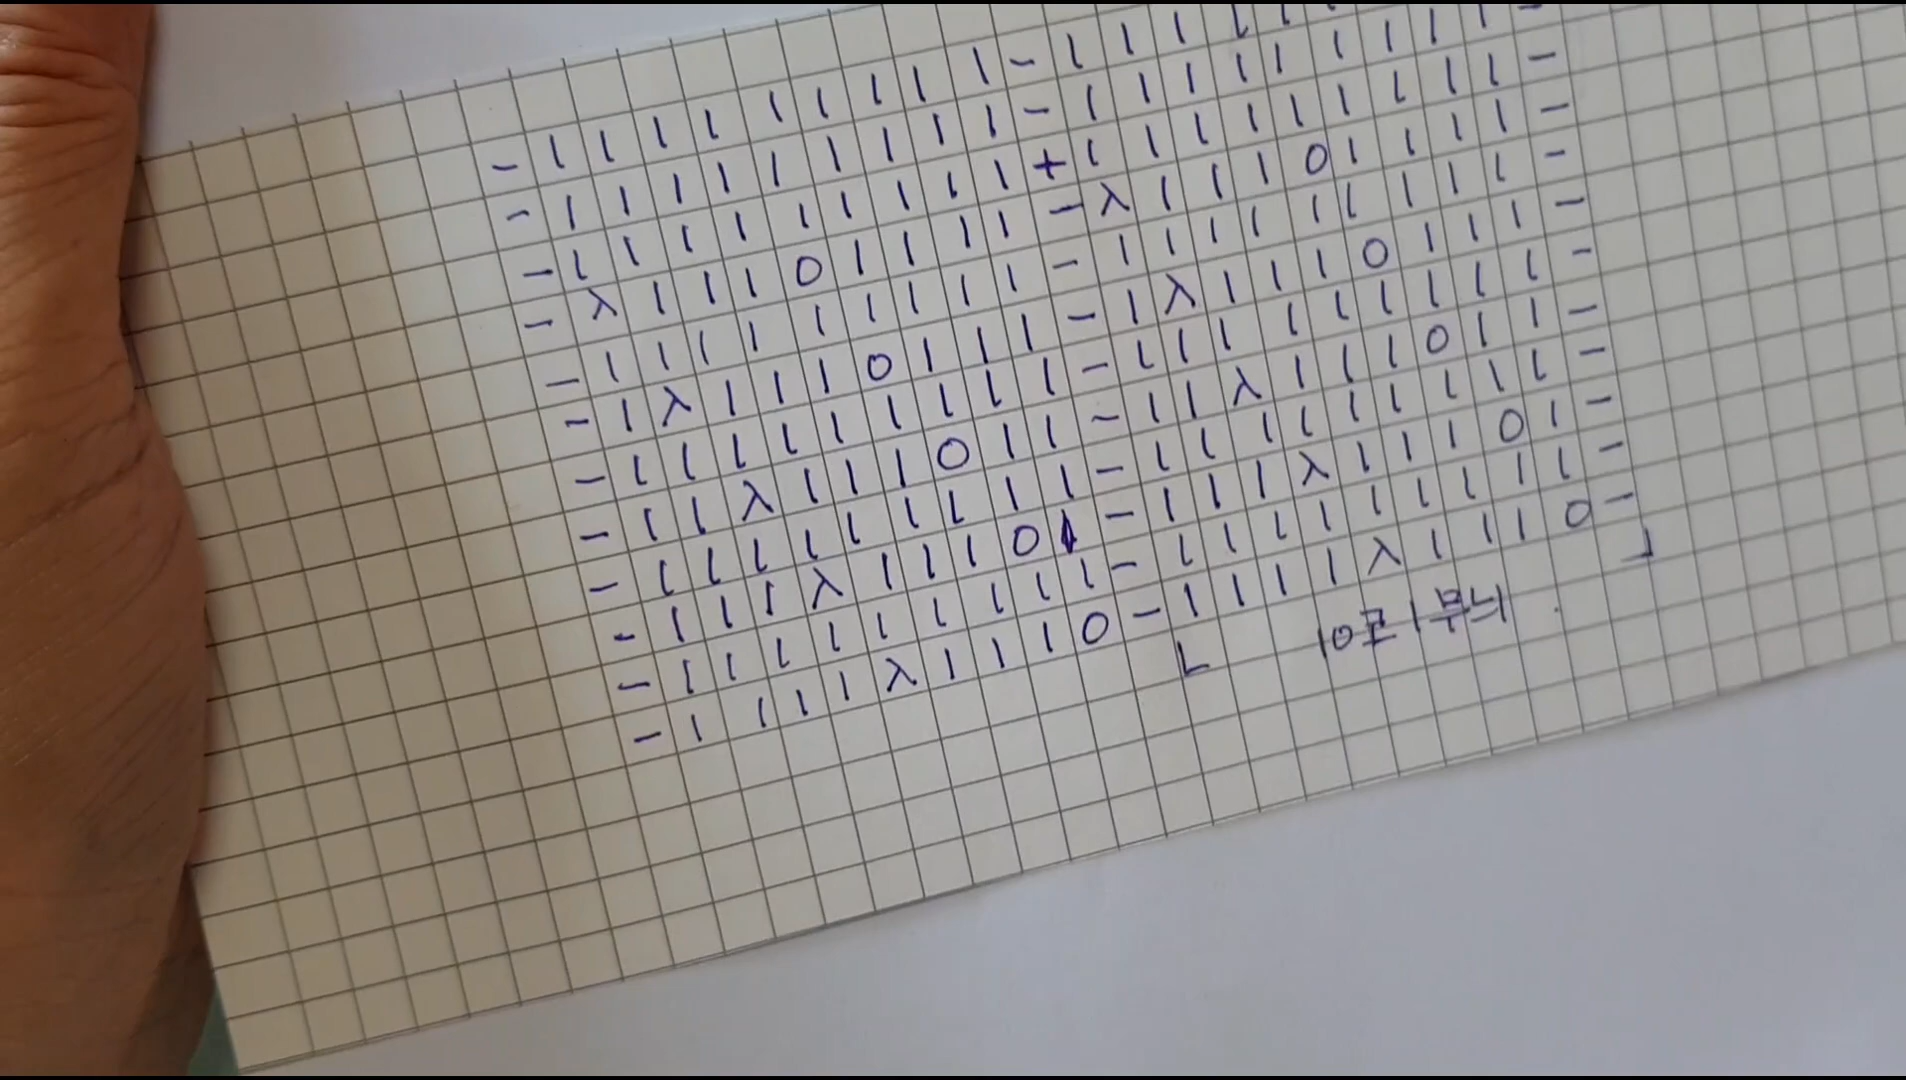 - l l l l l l l l l - l l l l l
- l l l l l l l l l - l l l l l l l l l -
- l l l l l l l l l + l l l l l l l l l -
- λ l l l O l l l l - λ l l l O l l l l -
- l l l l l l l l l - l l l l l l l l l -
- l λ l l l O l l l - l λ l l l O l l l -
- l l l l l l l l l - l l l l l l l l l -
- l l λ l l l O l l - l l λ l l l O l l -
- l l l l l l l l l - l l l l l l l l l -
- l l l λ l l l O l - l l l λ l l l O l -
- l l l l l l l l l - l l l l l l l l l -
- l l l l λ l l l O - l l l l λ l l l O -
10코 1무늬